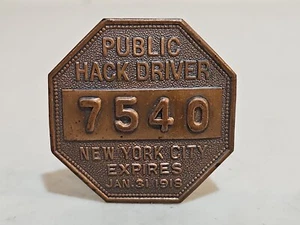 PUBLIC
HACK DRIVER
7540
NEW YORK CITY
EXPIRES
JAN·31·1918